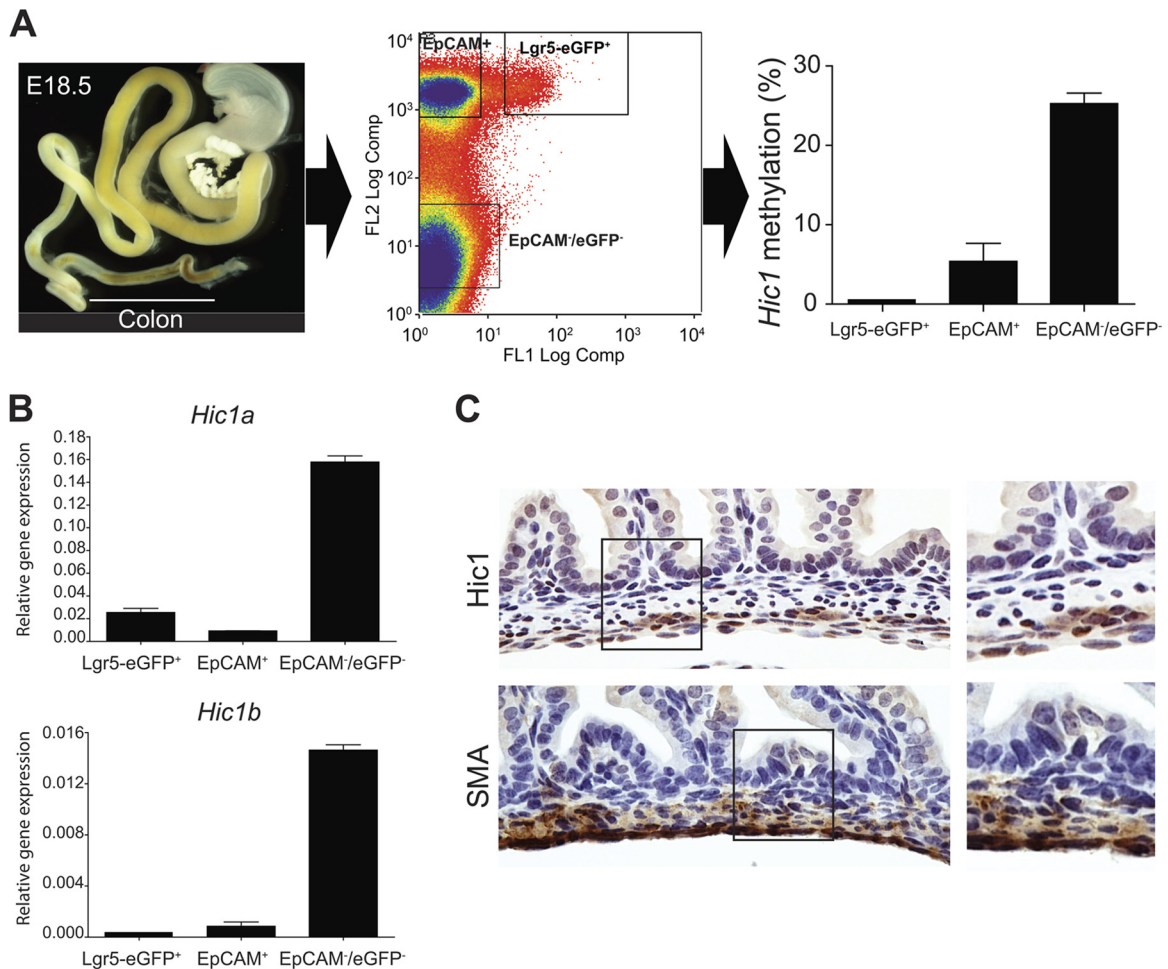 A
E18.5
Colon
10⁴
10³
10²
10¹
10⁰
FL2 Log Comp
EpCAM+
Lgr5-eGFP⁺
EpCAM⁻/eGFP⁻
10⁰ 10¹ 10² 10³ 10⁴
FL1 Log Comp
Hic1 methylation (%)
30
20
10
0
Lgr5-eGFP⁺ EpCAM⁺ EpCAM⁻/eGFP⁻
B
Hic1a
Relative gene expression
0.18
0.16
0.14
0.12
0.10
0.08
0.06
0.04
0.02
0.00
Lgr5-eGFP⁺ EpCAM⁺ EpCAM⁻/eGFP⁻
Hic1b
Relative gene expression
0.016
0.012
0.008
0.004
0.000
Lgr5-eGFP⁺ EpCAM⁺ EpCAM⁻/eGFP⁻
C
Hic1
SMA